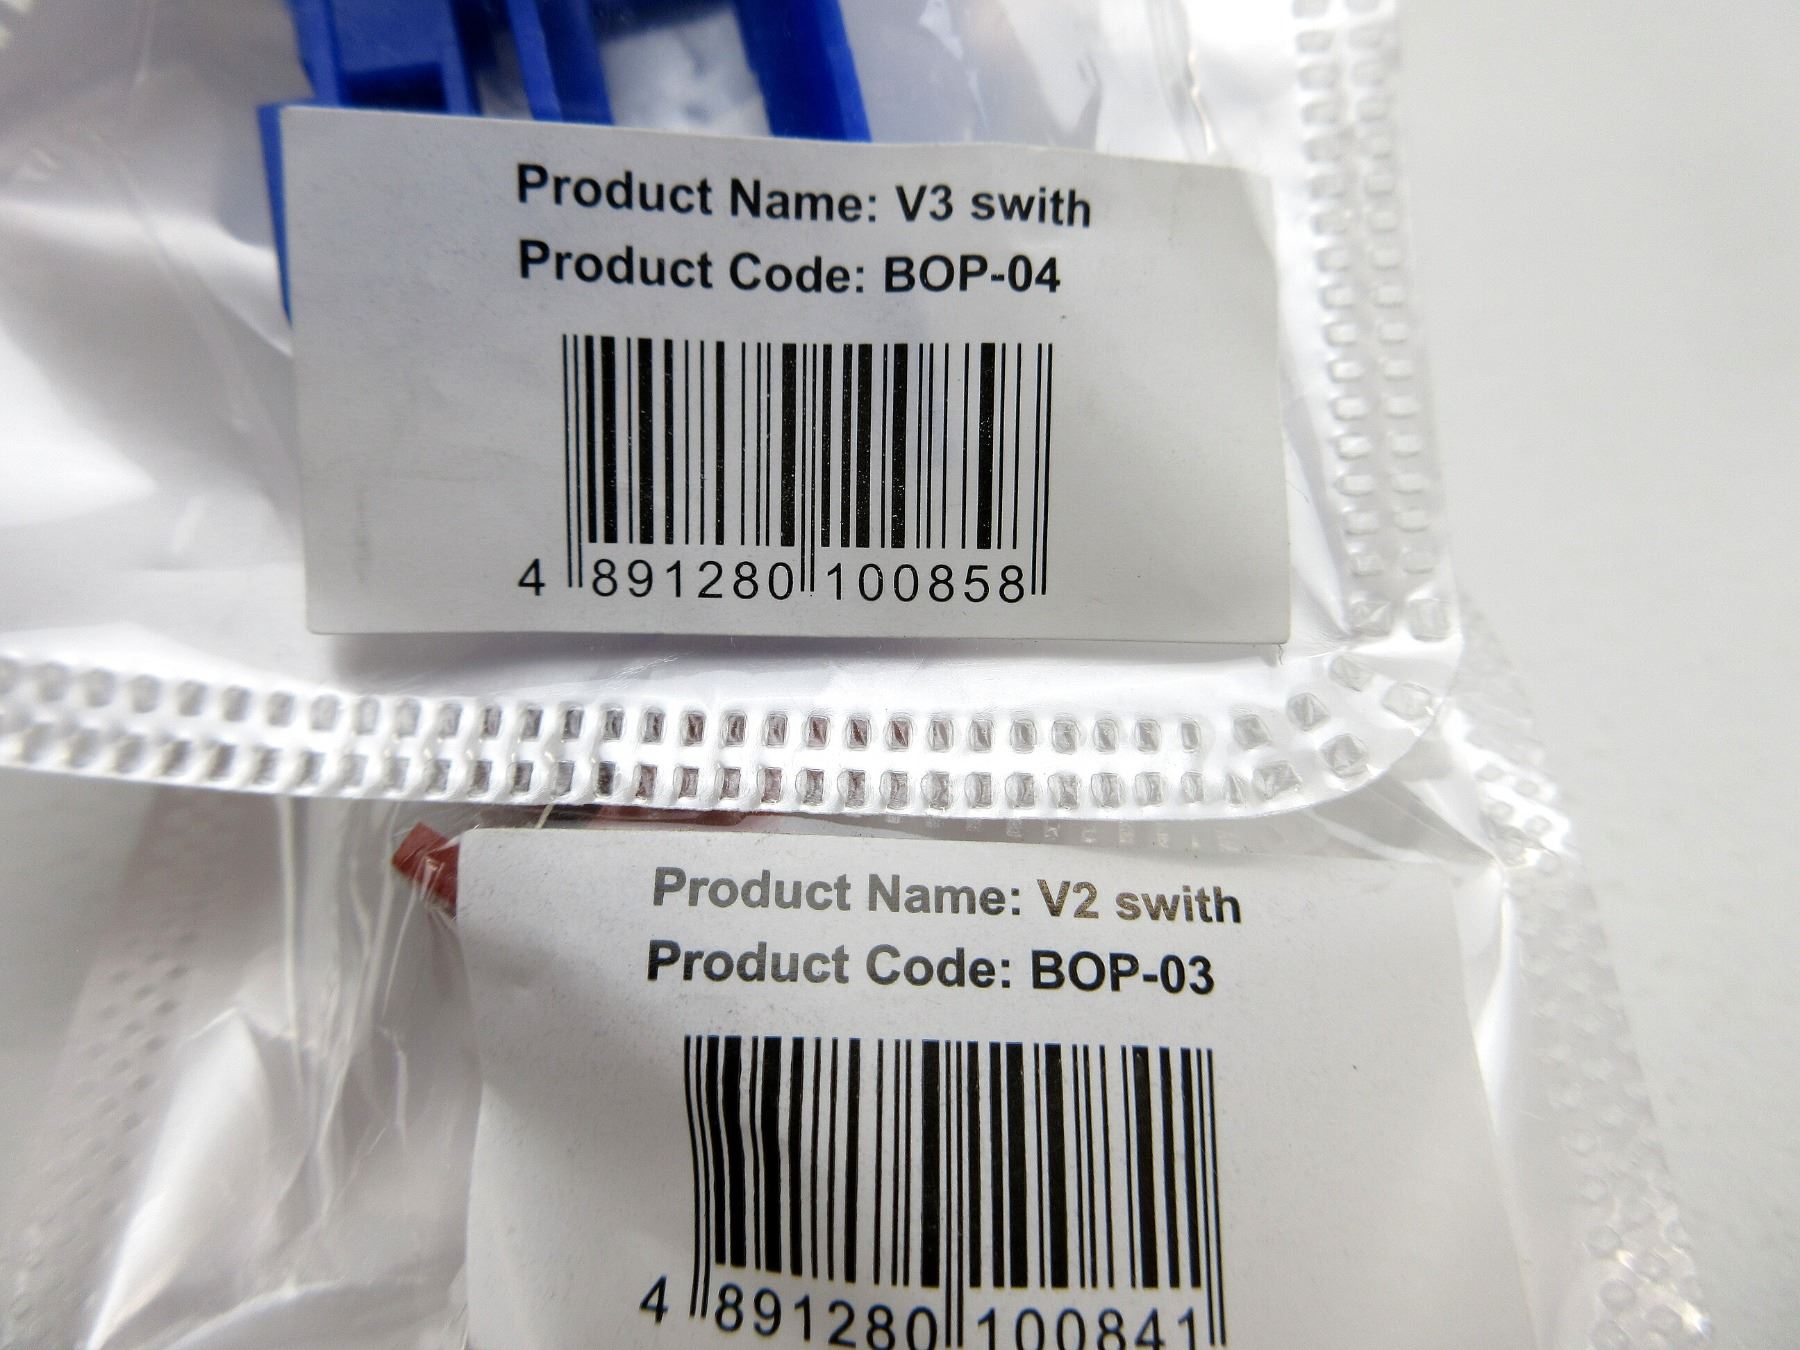 Product Name: V3 swith
Product Code: BOP-04
4 891280 100858
Product Name: V2 swith
Product Code: BOP-03
4 891280 100841